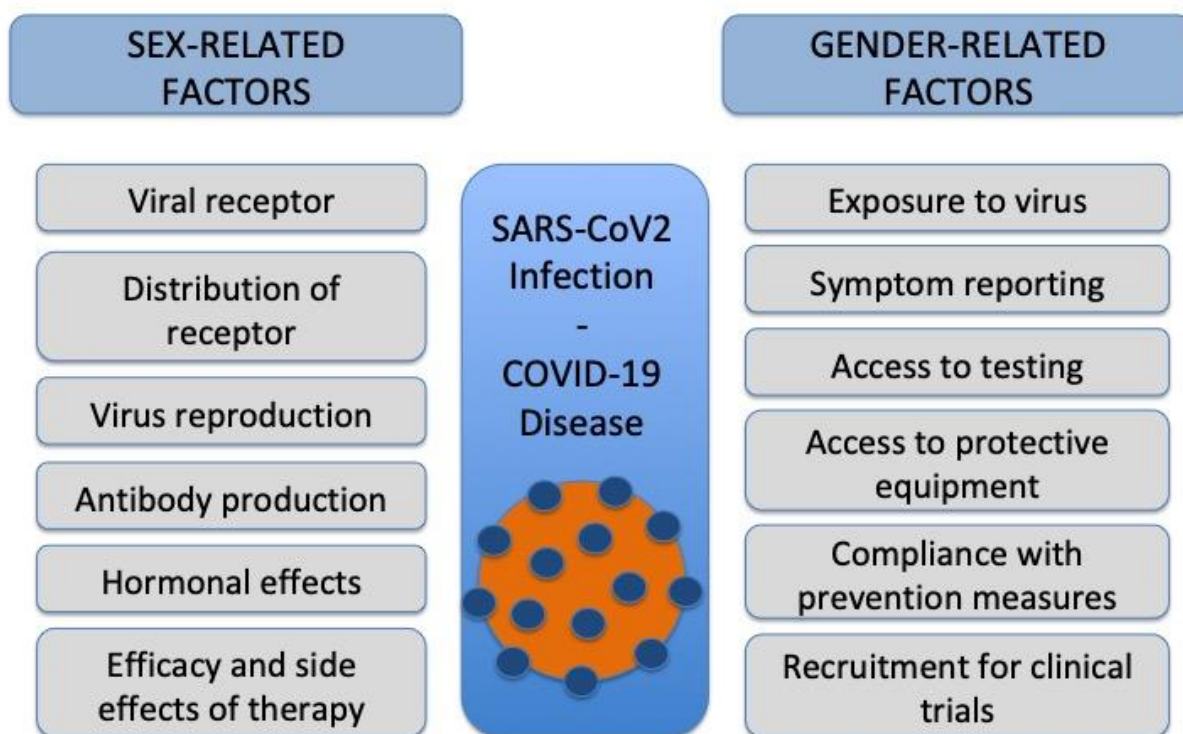 SEX-RELATED
FACTORS
GENDER-RELATED
FACTORS
Viral receptor
Distribution of
receptor
Virus reproduction
Antibody production
Hormonal effects
Efficacy and side
effects of therapy
SARS-CoV2
Infection
-
COVID-19
Disease
Exposure to virus
Symptom reporting
Access to testing
Access to protective
equipment
Compliance with
prevention measures
Recruitment for clinical
trials